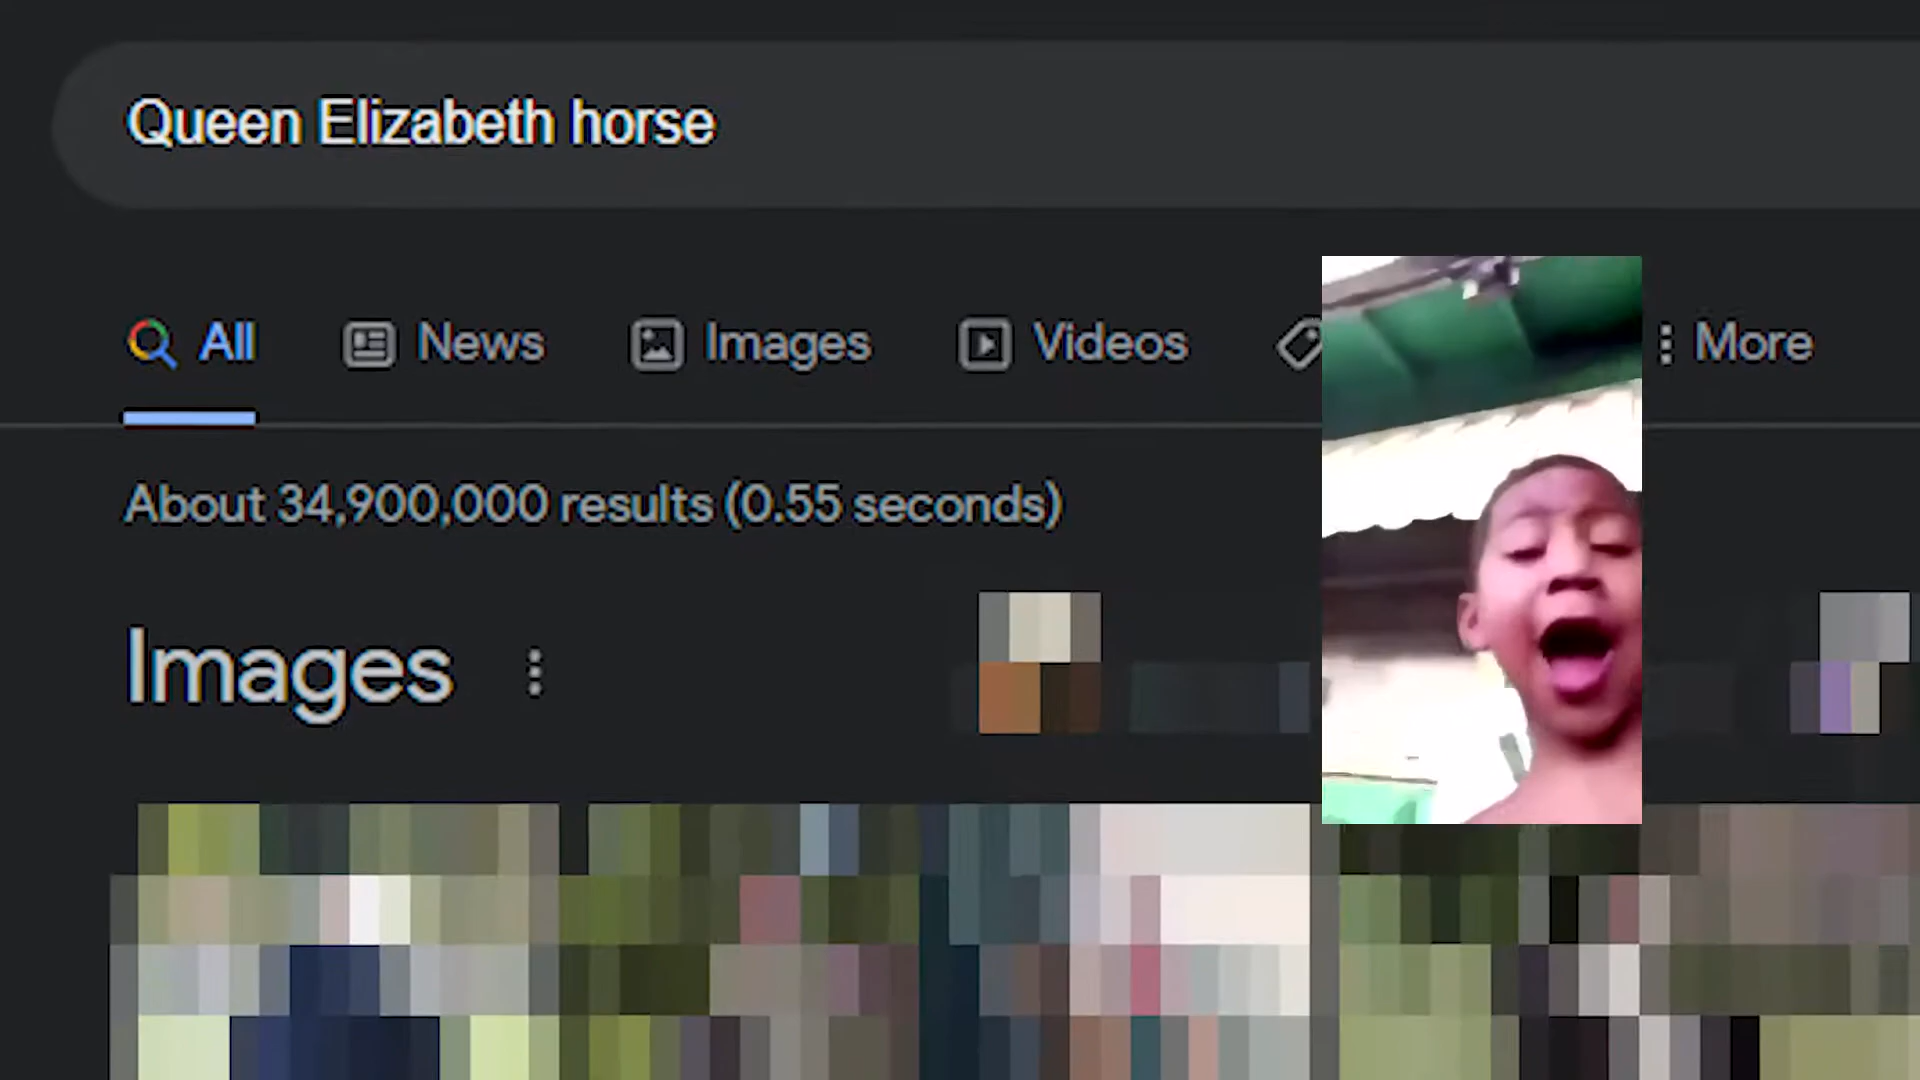 Queen Elizabeth horse
All News Images Videos More
About 34,900,000 results (0.55 seconds)
Images